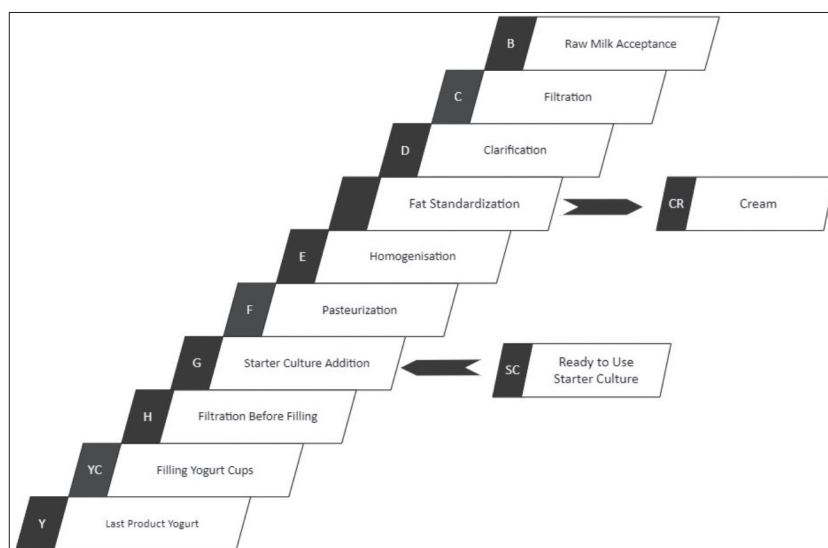 B Raw Milk Acceptance
C Filtration
D Clarification
Fat Standardization
CR Cream
E Homogenisation
F Pasteurization
G Starter Culture Addition
SC Ready to Use
Starter Culture
H Filtration Before Filling
YC Filling Yogurt Cups
Y Last Product Yogurt